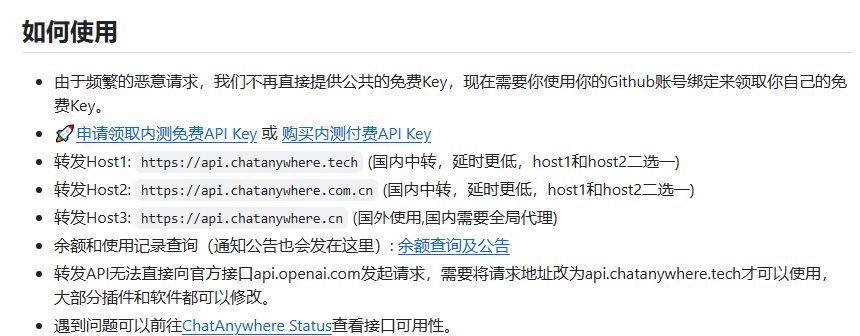 如何使用
由于频繁的恶意请求，我们不再直接提供公共的免费Key，现在需要你使用你的Github账号绑定来领取你自己的免
费Key。
🚀申请领取内测免费API Key 或 购买内测付费API Key
转发Host1: https://api.chatanywhere.tech (国内中转，延时更低，host1和host2二选一)
转发Host2: https://api.chatanywhere.com.cn (国内中转，延时更低，host1和host2二选一)
转发Host3: https://api.chatanywhere.cn (国外使用,国内需要全局代理)
余额和使用记录查询（通知公告也会发在这里）: 余额查询及公告
转发API无法直接向官方接口api.openai.com发起请求，需要将请求地址改为api.chatanywhere.tech才可以使用，
大部分插件和软件都可以修改。
遇到问题可以前往ChatAnywhere Status查看接口可用性。